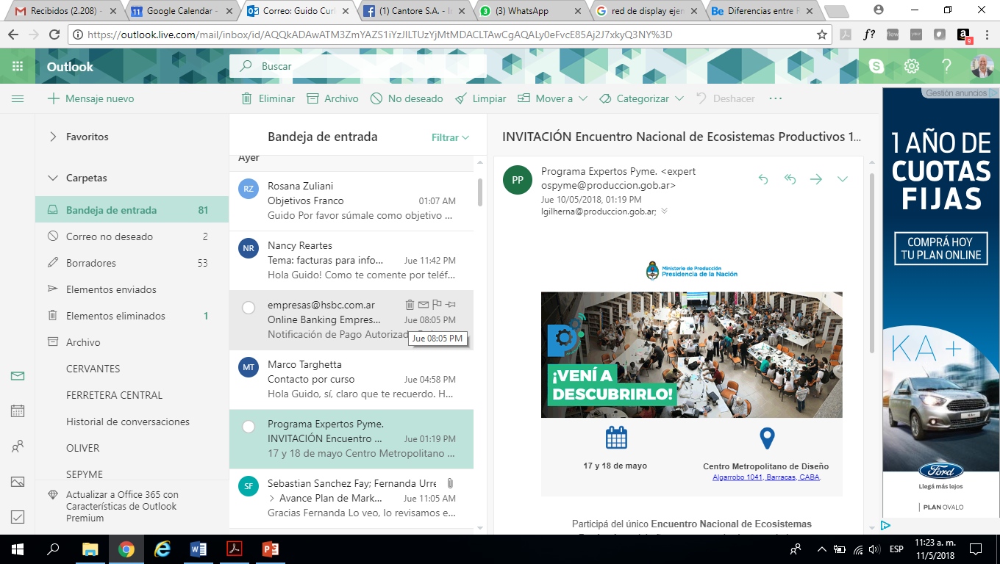 Recibidos (2.208) -
Google Calendar -
Correo: Guido Curi
(1) Cantore S.A. - In
(3) WhatsApp
red de display ejem
Diferencias entre R
https://outlook.live.com/mail/inbox/id/AQQkADAwATM3ZmYAZS1iYzJlLTUzYjMtMDACLTAwCgAQALy0eFvcE85Aj2J7xkyQ3NY%3D
Outlook
Buscar
Mensaje nuevo
Eliminar
Archivo
No deseado
Limpiar
Mover a
Categorizar
Deshacer
Favoritos
Carpetas
Bandeja de entrada 81
Correo no deseado 2
Borradores 53
Elementos enviados
Elementos eliminados 1
Archivo
CERVANTES
FERRETERA CENTRAL
Historial de conversaciones
OLIVER
SEPYME
Actualizar a Office 365 con
Características de Outlook
Premium
Bandeja de entrada
Filtrar
Ayer
RZ
Rosana Zuliani
Objetivos Franco 01:07 AM
Guido Por favor súmale como objetivo ...
NR
Nancy Reartes
Tema: facturas para info... Jue 11:42 PM
Hola Guido! Como te comente por teléf...
empresas@hsbc.com.ar
Online Banking Empres... Jue 08:05 PM
Notificación de Pago Autorizad
Jue 08:05 PM
MT
Marco Targhetta
Contacto por curso Jue 04:58 PM
Hola Guido, sí, claro que te recuerdo. H...
Programa Expertos Pyme.
INVITACIÓN Encuentro ... Jue 01:19 PM
17 y 18 de mayo Centro Metropolitano ...
SF
Sebastian Sanchez Fay; Fernanda Urre
Avance Plan de Mark... Jue 11:05 AM
Gracias Fernanda Lo veo, lo revisamos e...
INVITACIÓN Encuentro Nacional de Ecosistemas Productivos 1...
PP
Programa Expertos Pyme. <expert
ospyme@produccion.gob.ar>
Jue 10/05/2018, 01:19 PM
lgilherna@produccion.gob.ar;
Ministerio de Producción
Presidencia de la Nación
¡VENÍ A
DESCUBRIRLO!
17 y 18 de mayo
Centro Metropolitano de Diseño
Algarrobo 1041, Barracas, CABA.
Participá del único Encuentro Nacional de Ecosistemas
Gestión anuncios
1 AÑO DE
CUOTAS
FIJAS
COMPRÁ HOY
TU PLAN ONLINE
KA +
Ford
Llegá más lejos
PLAN OVALO
ESP
11:23 a. m.
11/5/2018